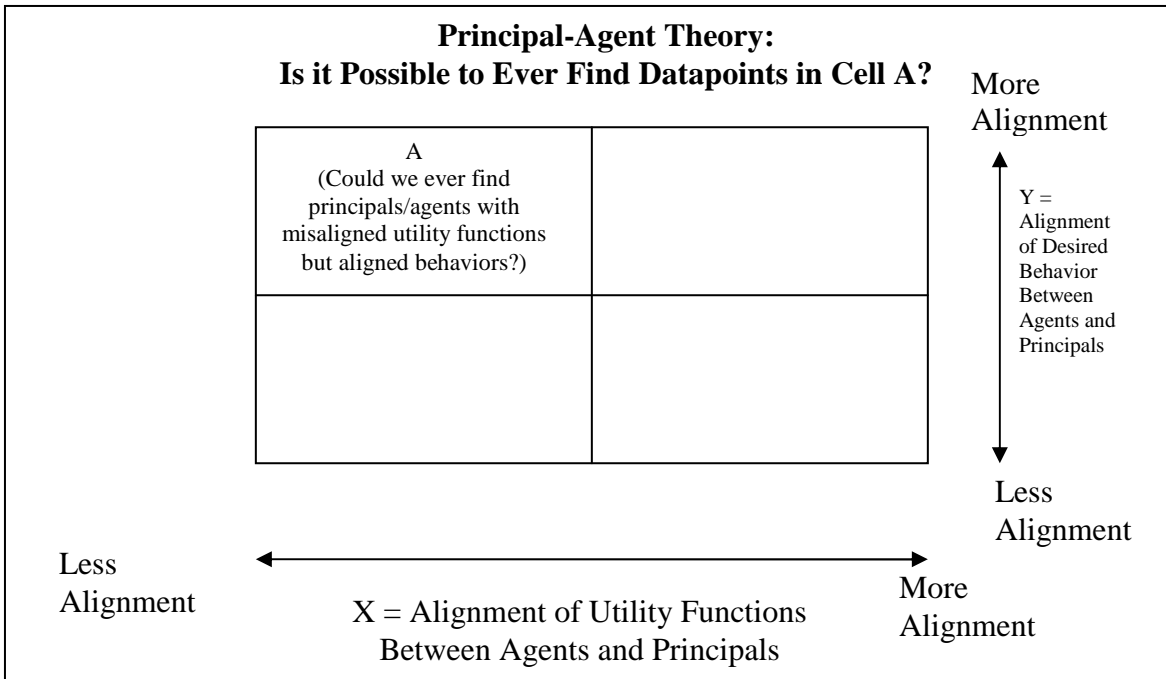 Principal-Agent Theory:
Is it Possible to Ever Find Datapoints in Cell A?
More
Alignment
A
(Could we ever find
principals/agents with
misaligned utility functions
but aligned behaviors?)
Y =
Alignment
of Desired
Behavior
Between
Agents and
Principals
Less
Alignment
Less
Alignment
More
Alignment
X = Alignment of Utility Functions
Between Agents and Principals